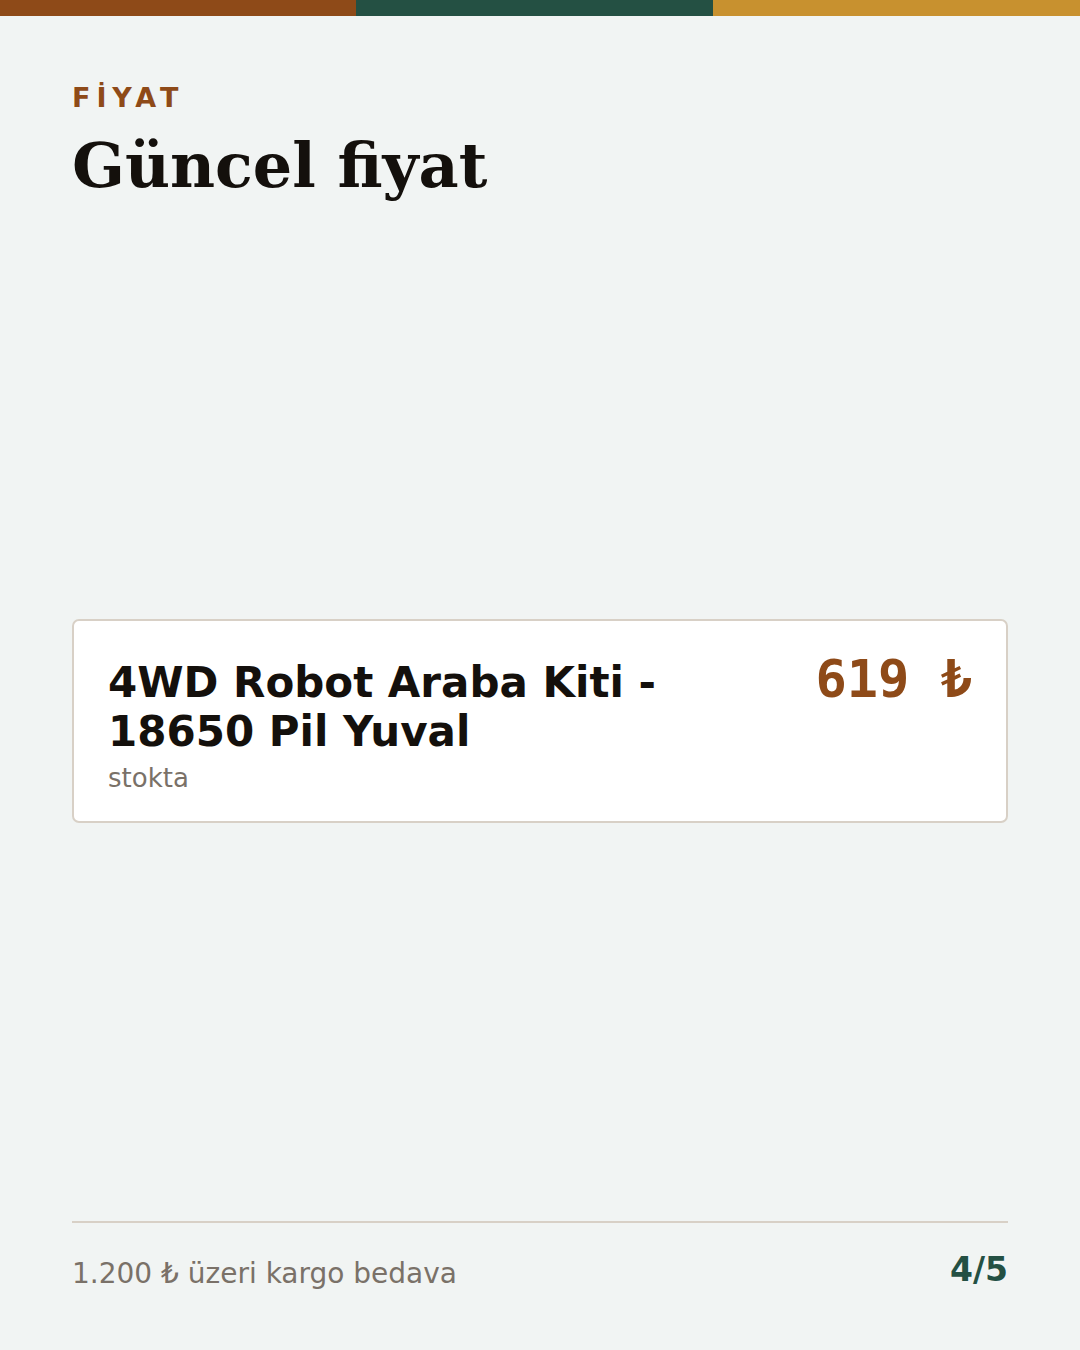 FİYAT
Güncel fiyat
4WD Robot Araba Kiti -
18650 Pil Yuval
619 ₺
stokta
1.200 ₺ üzeri kargo bedava
4/5